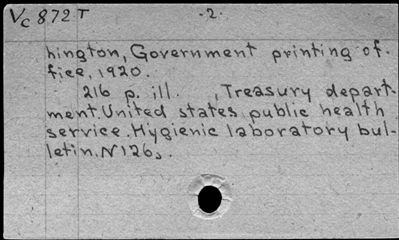 Vc 872 T -2-
hington, Government printing of-
fice, 1920.
216 p. ill. , Treasury depart-
ment. United states public health
service. Hygienic laboratory bul-
letin. N126.